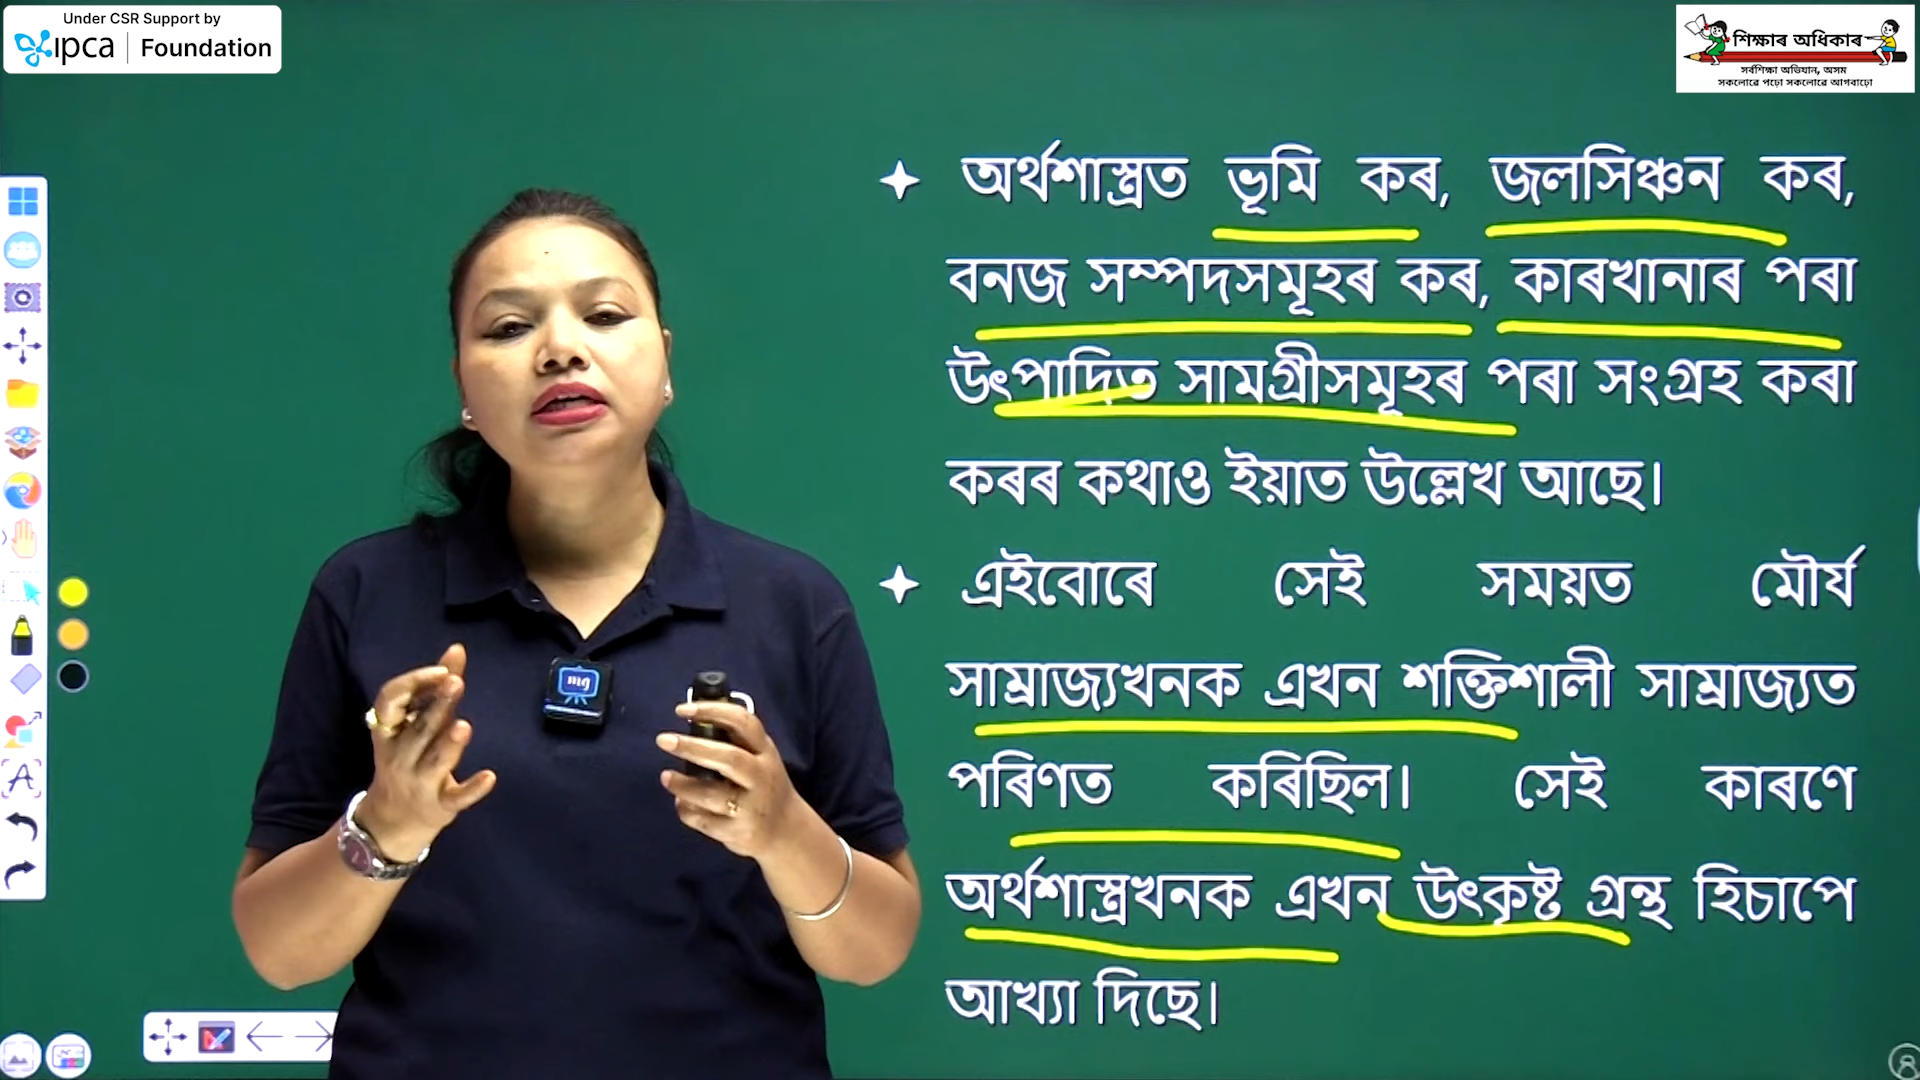 Under CSR Support by
ipca Foundation
শিক্ষাৰ অধিকাৰ
সৰ্বশিক্ষা অভিযান, অসম
সকলোৱে পঢ়ো সকলোৱে আগবাঢ়ো
অৰ্থশাস্ত্ৰত ভূমি কৰ, জলসিঞ্চন কৰ,
বনজ সম্পদসমূহৰ কৰ, কাৰখানাৰ পৰা
উৎপাদিত সামগ্ৰীসমূহৰ পৰা সংগ্ৰহ কৰা
কৰৰ কথাও ইয়াত উল্লেখ আছে।
এইবোৰে সেই সময়ত মৌৰ্য
সাম্ৰাজ্যখনক এখন শক্তিশালী সাম্ৰাজ্যত
পৰিণত কৰিছিল। সেই কাৰণে
অৰ্থশাস্ত্ৰখনক এখন উৎকৃষ্ট গ্ৰন্থ হিচাপে
আখ্যা দিছে।
mg